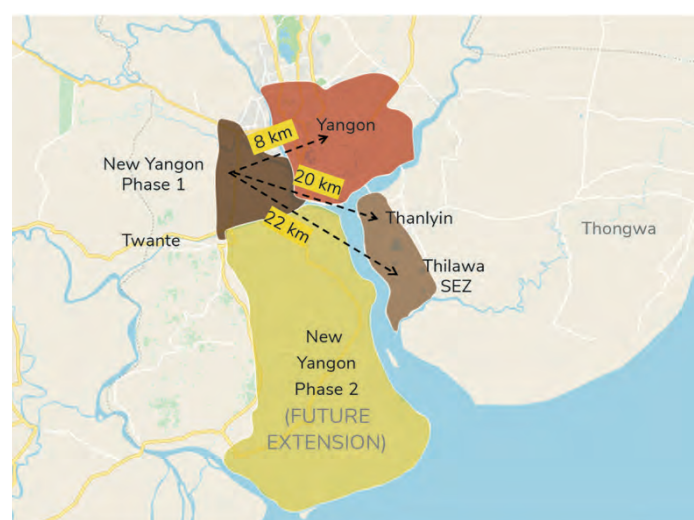 Yangon
8 km
New Yangon
Phase 1
20 km
Thanlyin
22 km
Twante
Thongwa
Thilawa
SEZ
New
Yangon
Phase 2
(FUTURE
EXTENSION)